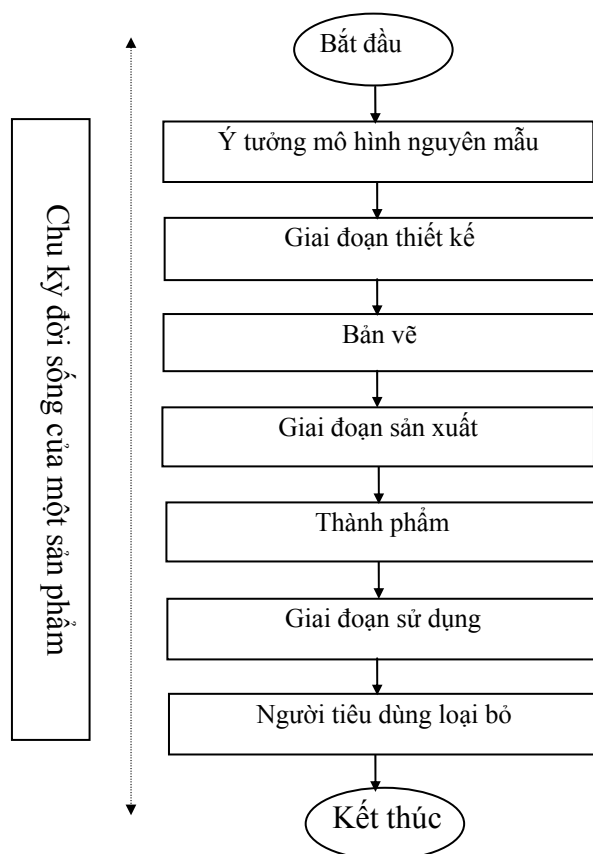 Bắt đầu
Ý tưởng mô hình nguyên mẫu
Giai đoạn thiết kế
Bản vẽ
Giai đoạn sản xuất
Thành phẩm
Giai đoạn sử dụng
Người tiêu dùng loại bỏ
Kết thúc
Chu kỳ đời sống của một sản phẩm